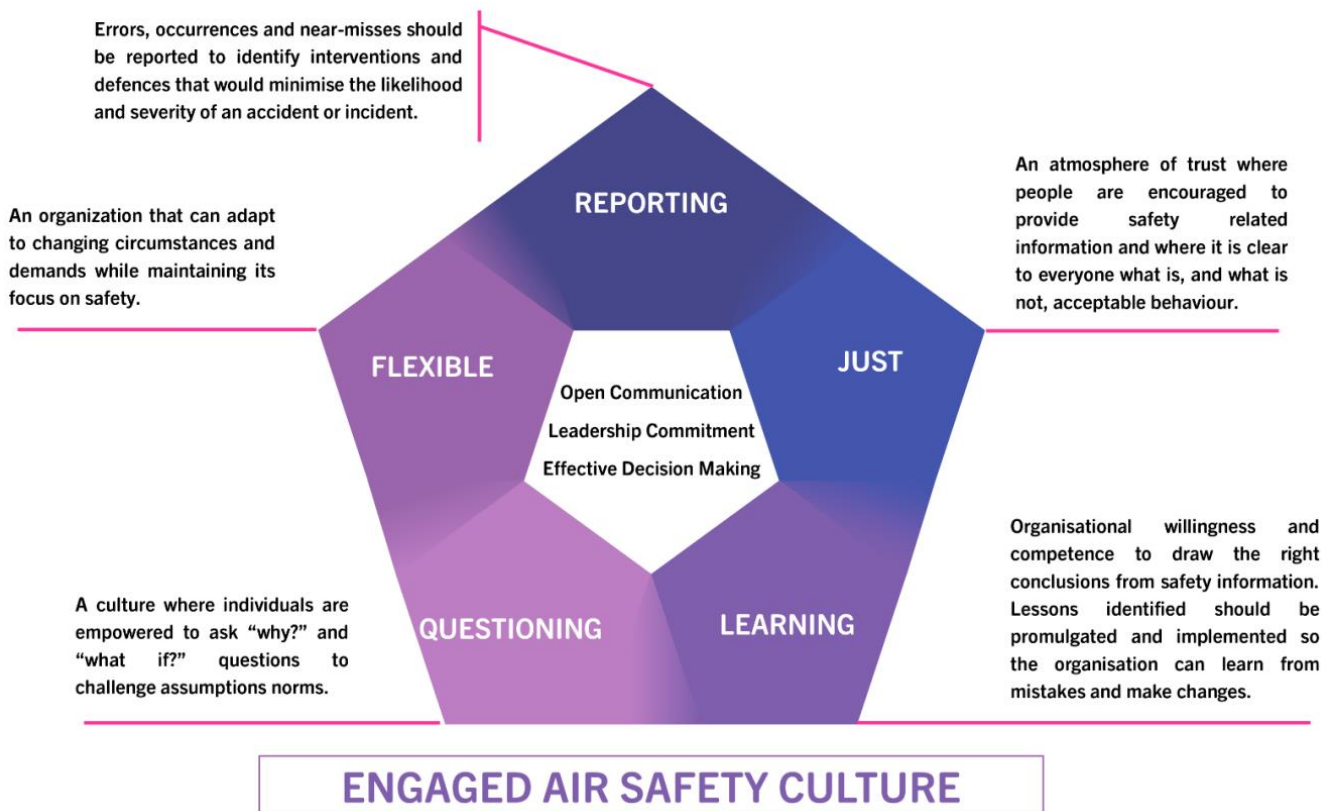 Errors, occurrences and near-misses should
be reported to identify interventions and
defences that would minimise the likelihood
and severity of an accident or incident.
REPORTING
An atmosphere of trust where
people are encouraged to
provide safety related
information and where it is clear
to everyone what is, and what is
not, acceptable behaviour.
An organization that can adapt
to changing circumstances and
demands while maintaining its
focus on safety.
FLEXIBLE
JUST
Open Communication
Leadership Commitment
Effective Decision Making
Organisational willingness and
competence to draw the right
conclusions from safety information.
Lessons identified should be
promulgated and implemented so
the organisation can learn from
mistakes and make changes.
A culture where individuals are
empowered to ask “why?” and
“what if?” questions to
challenge assumptions norms.
QUESTIONING
LEARNING
ENGAGED AIR SAFETY CULTURE